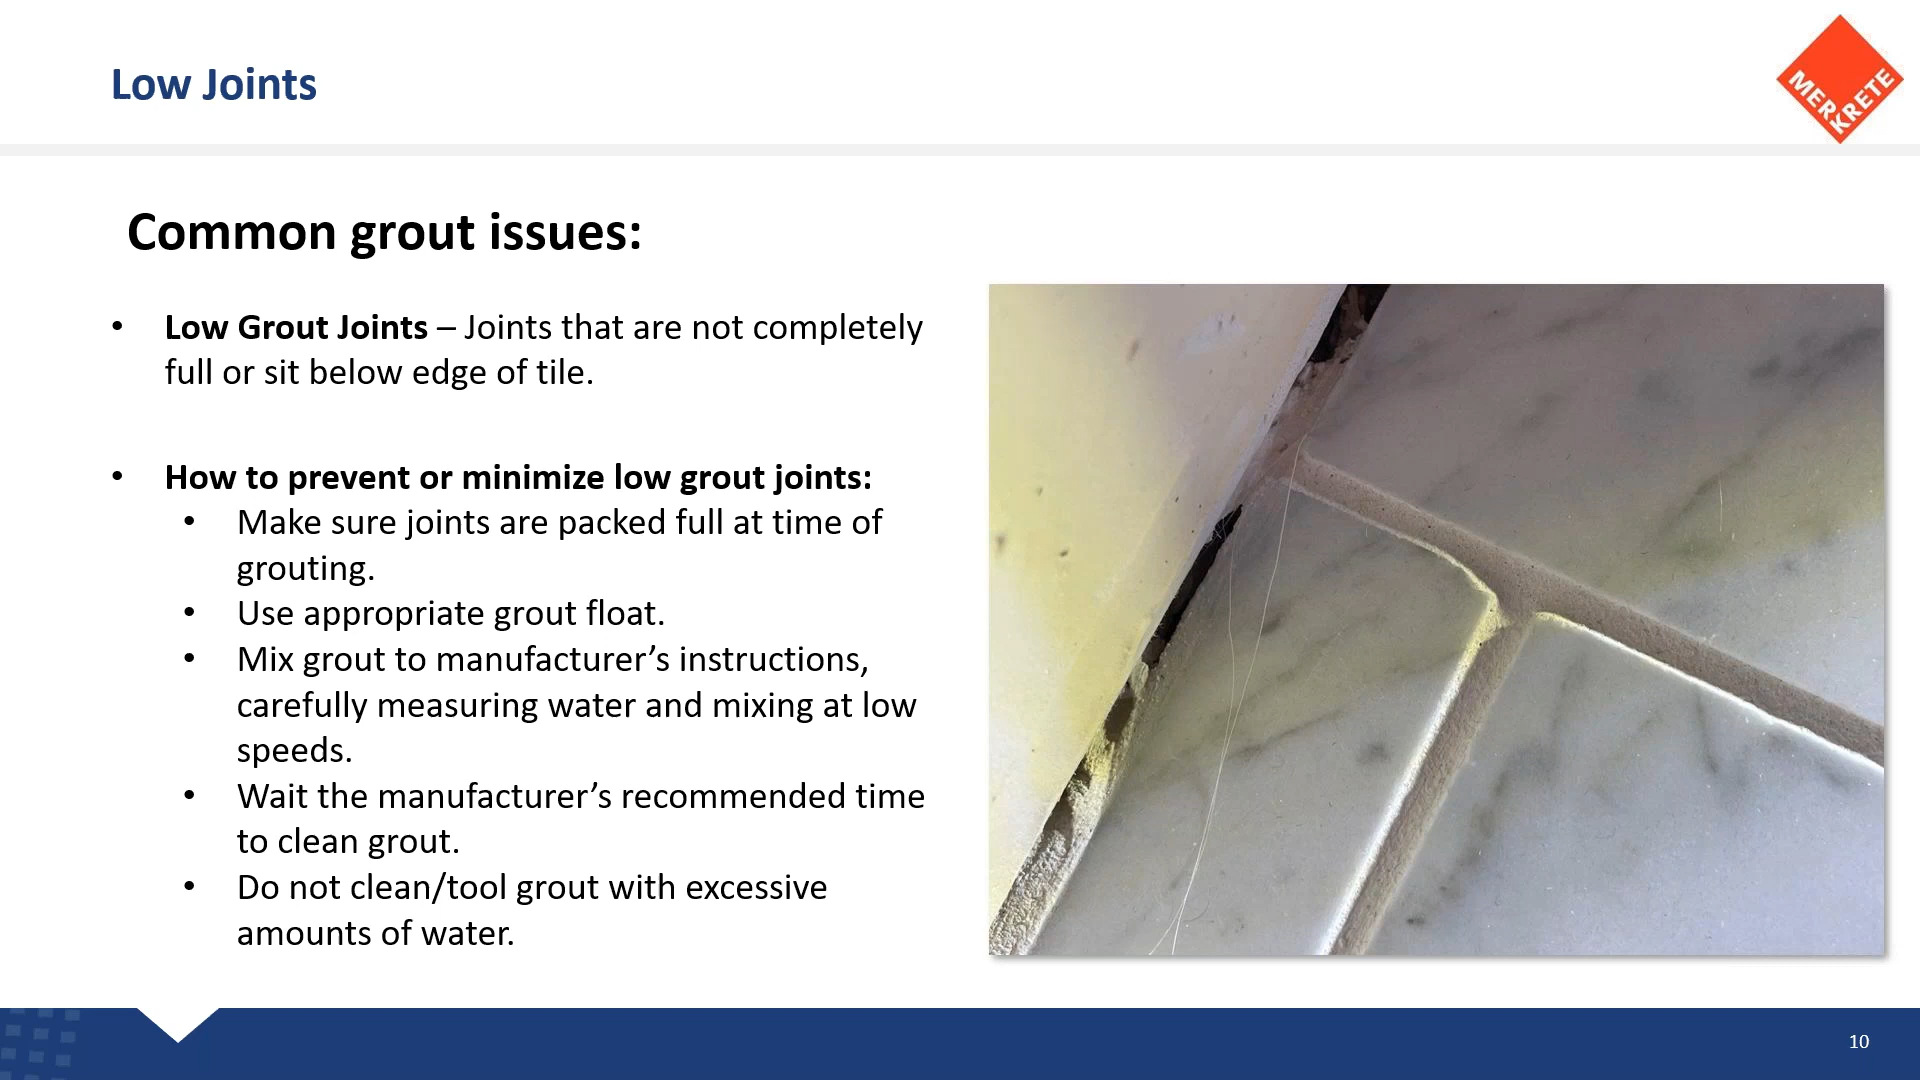 Low Joints
MERKRETE
Common grout issues:
• Low Grout Joints – Joints that are not completely
full or sit below edge of tile.
• How to prevent or minimize low grout joints:
• Make sure joints are packed full at time of
grouting.
• Use appropriate grout float.
• Mix grout to manufacturer’s instructions,
carefully measuring water and mixing at low
speeds.
• Wait the manufacturer’s recommended time
to clean grout.
• Do not clean/tool grout with excessive
amounts of water.
10